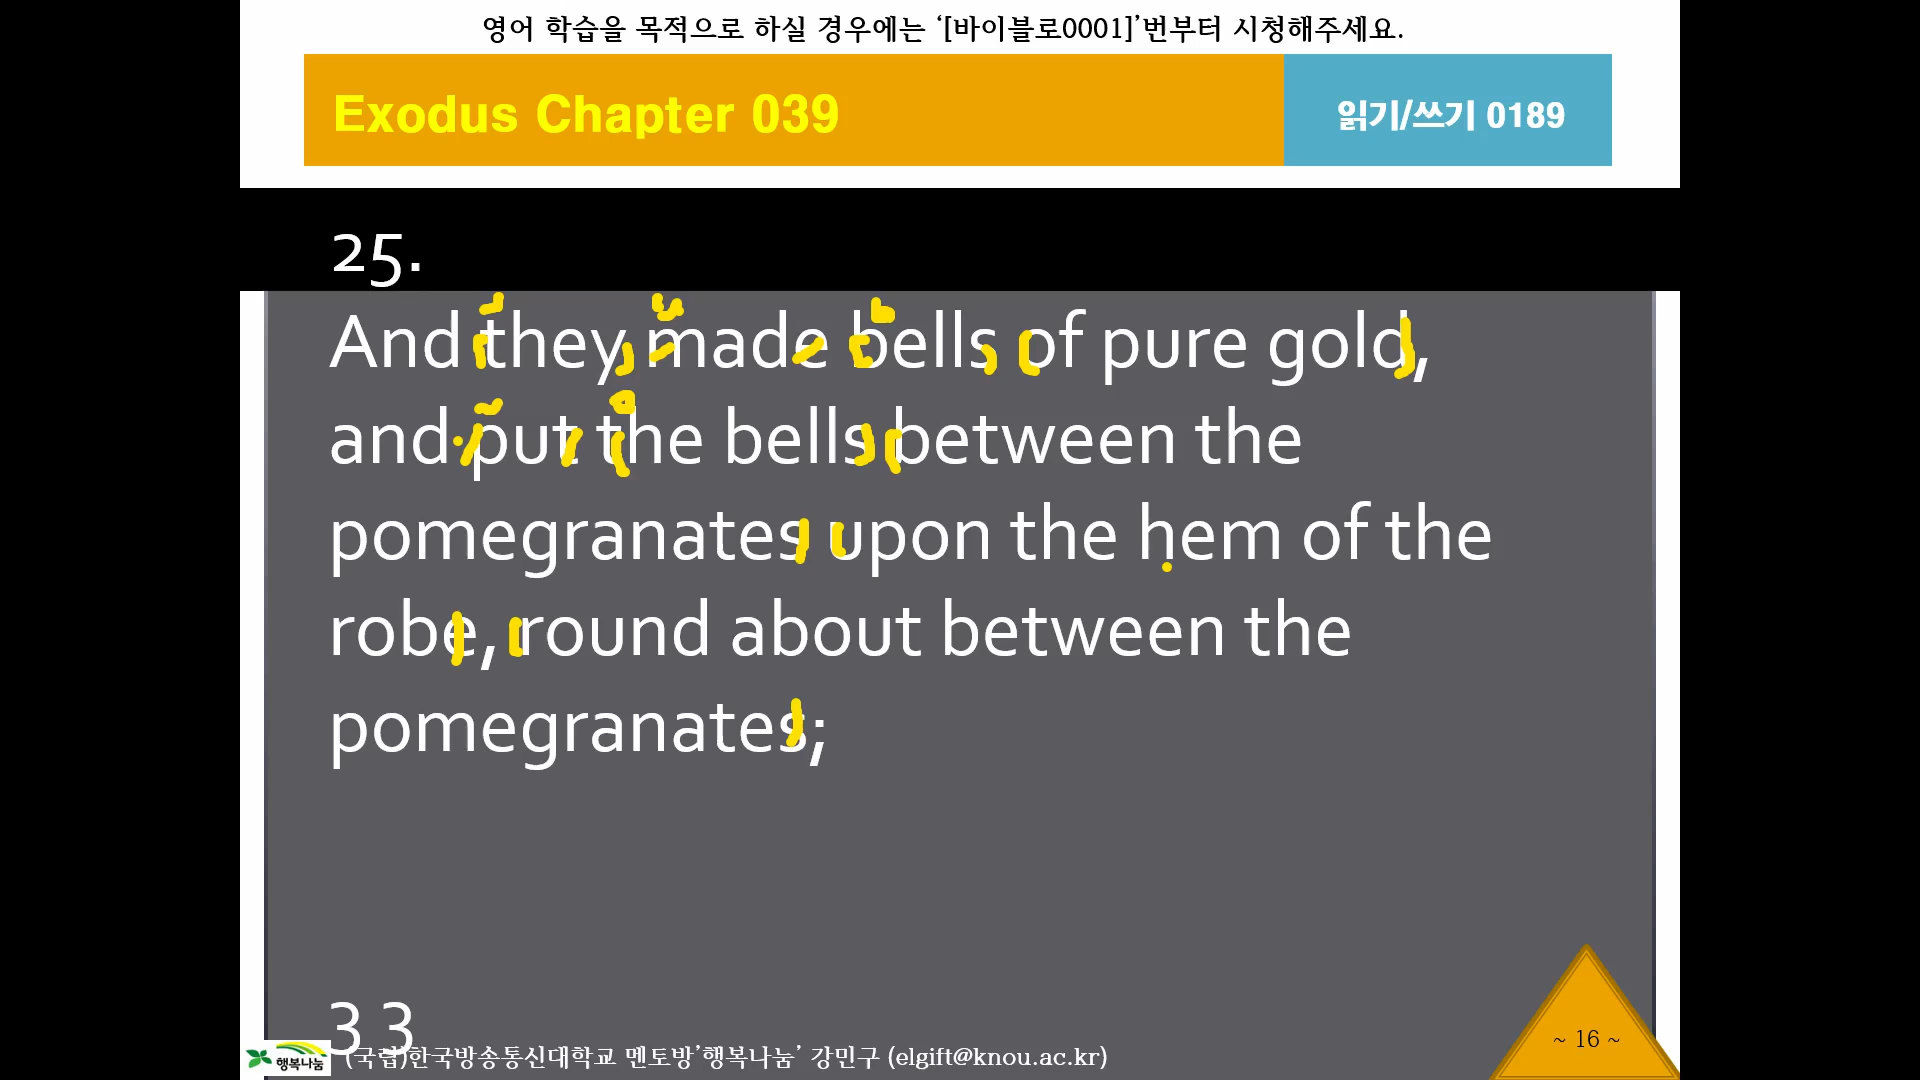 영어 학습을 목적으로 하실 경우에는 ‘[바이블로0001]’번부터 시청해주세요.
Exodus Chapter 039
읽기/쓰기 0189
25.
And they made bells of pure gold,
and put the bells between the
pomegranates upon the hem of the
robe, round about between the
pomegranates;
3 3
행복나눔
(국립)한국방송통신대학교 멘토방’행복나눔’ 강민구 (elgift@knou.ac.kr)
~ 16 ~